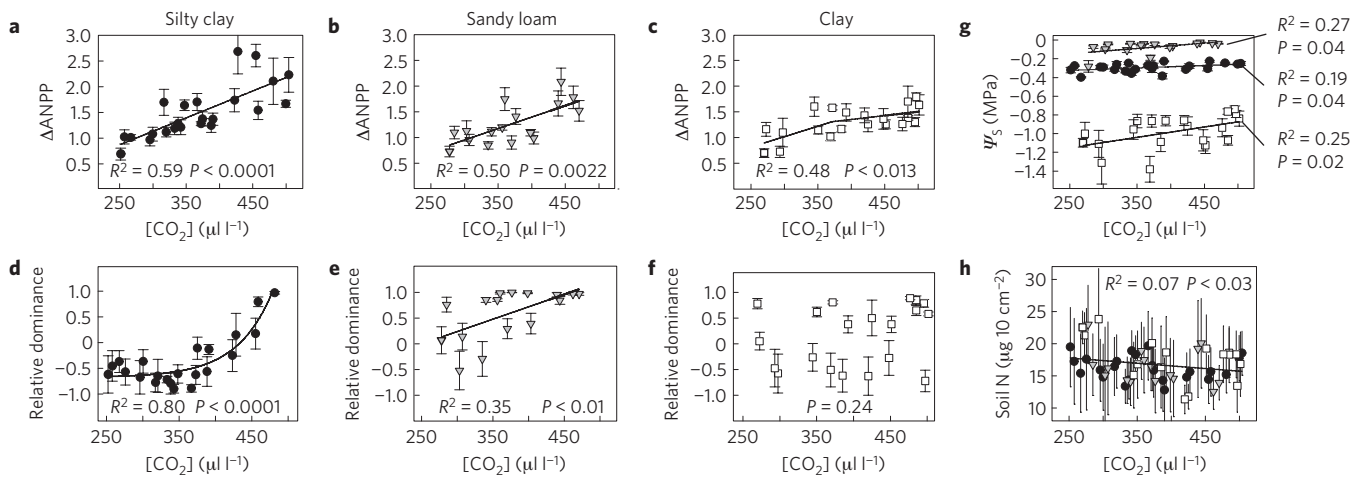 a
Silty clay
3.0
2.5
2.0
1.5
1.0
0.5
ΔANPP
R² = 0.59 P < 0.0001
250 350 450
[CO₂] (µl l⁻¹)
b
Sandy loam
3.0
2.5
2.0
1.5
1.0
0.5
ΔANPP
R² = 0.50 P = 0.0022
250 350 450
[CO₂] (µl l⁻¹)
c
Clay
3.0
2.5
2.0
1.5
1.0
0.5
ΔANPP
R² = 0.48 P < 0.013
250 350 450
[CO₂] (µl l⁻¹)
g
0
−0.2
−0.4
−0.6
−0.8
−1.0
−1.2
−1.4
Ψs (MPa)
R² = 0.27
P = 0.04
R² = 0.19
P = 0.04
R² = 0.25
P = 0.02
250 350 450
[CO₂] (µl l⁻¹)
d
1.0
0.5
0
−0.5
−1.0
Relative dominance
R² = 0.80 P < 0.0001
250 350 450
[CO₂] (µl l⁻¹)
e
1.0
0.5
0
−0.5
−1.0
Relative dominance
R² = 0.35 P < 0.01
250 350 450
[CO₂] (µl l⁻¹)
f
1.0
0.5
0
−0.5
−1.0
Relative dominance
P = 0.24
250 350 450
[CO₂] (µl l⁻¹)
h
30
25
20
15
10
Soil N (µg 10 cm⁻²)
R² = 0.07 P < 0.03
250 350 450
[CO₂] (µl l⁻¹)